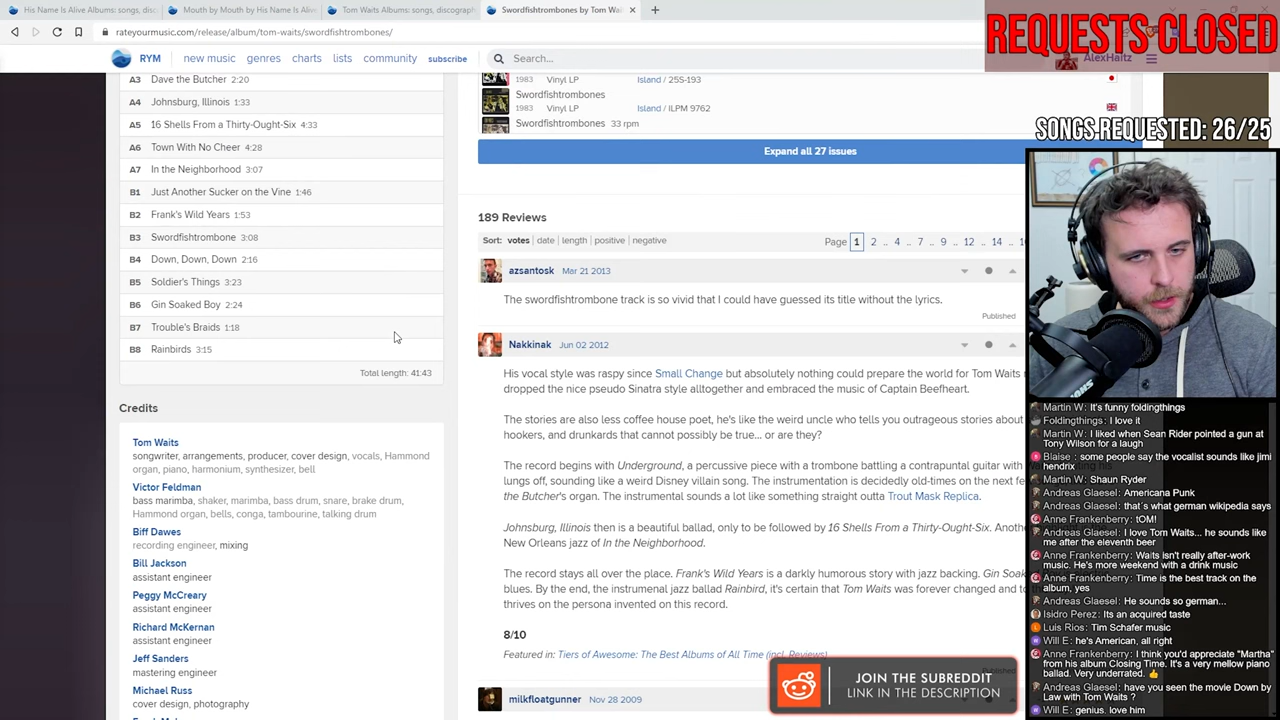 His Name Is Alive Albums: songs, disc
Mouth by Mouth by His Name Is Aliv
Tom Waits Albums: songs, discograph
Swordfishtrombones by Tom Wai
rateyourmusic.com/release/album/tom-waits/swordfishtrombones/
REQUESTS CLOSED
RYM
new music
genres
charts
lists
community
subscribe
Search...
AlexHaitz
A3 Dave the Butcher 2:20
A4 Johnsburg, Illinois 1:33
A5 16 Shells From a Thirty-Ought-Six 4:33
A6 Town With No Cheer 4:28
A7 In the Neighborhood 3:07
B1 Just Another Sucker on the Vine 1:46
B2 Frank's Wild Years 1:53
B3 Swordfishtrombone 3:08
B4 Down, Down, Down 2:16
B5 Soldier's Things 3:23
B6 Gin Soaked Boy 2:24
B7 Trouble's Braids 1:18
B8 Rainbirds 3:15
Total length: 41:43
Credits
Tom Waits
songwriter, arrangements, producer, cover design, vocals, Hammond
organ, piano, harmonium, synthesizer, bell
Victor Feldman
bass marimba, shaker, marimba, bass drum, snare, brake drum,
Hammond organ, bells, conga, tambourine, talking drum
Biff Dawes
recording engineer, mixing
Bill Jackson
assistant engineer
Peggy McCreary
assistant engineer
Richard McKernan
assistant engineer
Jeff Sanders
mastering engineer
Michael Russ
cover design, photography
1983 Vinyl LP Island / 25S-193
Swordfishtrombones
1983 Vinyl LP Island / ILPM 9762
Swordfishtrombones 33 rpm
Expand all 27 issues
189 Reviews
Sort: votes | date | length | positive | negative
Page 1 2 .. 4 .. 7 .. 9 .. 12 .. 14 ..
azsantosk Mar 21 2013
The swordfishtrombone track is so vivid that I could have guessed its title without the lyrics.
Published
Nakkinak Jun 02 2012
His vocal style was raspy since Small Change but absolutely nothing could prepare the world for Tom Waits
dropped the nice pseudo Sinatra style alltogether and embraced the music of Captain Beefheart.
The stories are also less coffee house poet, he's like the weird uncle who tells you outrageous stories about
hookers, and drunkards that cannot possibly be true... or are they?
The record begins with Underground, a percussive piece with a trombone battling a contrapuntal guitar with
lungs off, sounding like a weird Disney villain song. The instrumentation is decidedly old-times on the next
the Butcher's organ. The instrumental sounds a lot like something straight outta Trout Mask Replica.
Johnsburg, Illinois then is a beautiful ballad, only to be followed by 16 Shells From a Thirty-Ought-Six.
New Orleans jazz of In the Neighborhood.
The record stays all over the place. Frank's Wild Years is a darkly humorous story with jazz backing. Gin
blues. By the end, the instrumenal jazz ballad Rainbird, it's certain that Tom Waits was forever changed and
thrives on the persona invented on this record.
8/10
Featured in: Tiers of Awesome: The Best Albums of All Time (incl. Reviews)
milkfloatgunner Nov 28 2009
JOIN THE SUBREDDIT
LINK IN THE DESCRIPTION
SONGS REQUESTED: 26/25
Martin W: It's funny foldingthings
Foldingthings: I love it
Martin W: I liked when Sean Rider pointed a gun at
Tony Wilson for a laugh
Blaise: some people say the vocalist sounds like jimi
hendrix
Martin W: Shaun Ryder
Andreas Glaesel: Americana Punk
Andreas Glaesel: that´s what german wikipedia says
Anne Frankenberry: tOM!
Andreas Glaesel: I love Tom Waits... he sounds like
me after the eleventh beer
Anne Frankenberry: Waits isn't really after-work
music. He's more weekend with a drink music
Anne Frankenberry: Time is the best track on the
album, yes
Andreas Glaesel: He sounds so german...
Isidro Perez: Its an acquired taste
Luis Rios: Tim Schafer music
Will E: he's American, all right
Anne Frankenberry: I think you'd appreciate "Martha"
from his album Closing Time. It's a very mellow piano
ballad. Very underrated. 👍
Andreas Glaesel: have you seen the movie Down by
Law with Tom Waits ?
Will E: genius. love him